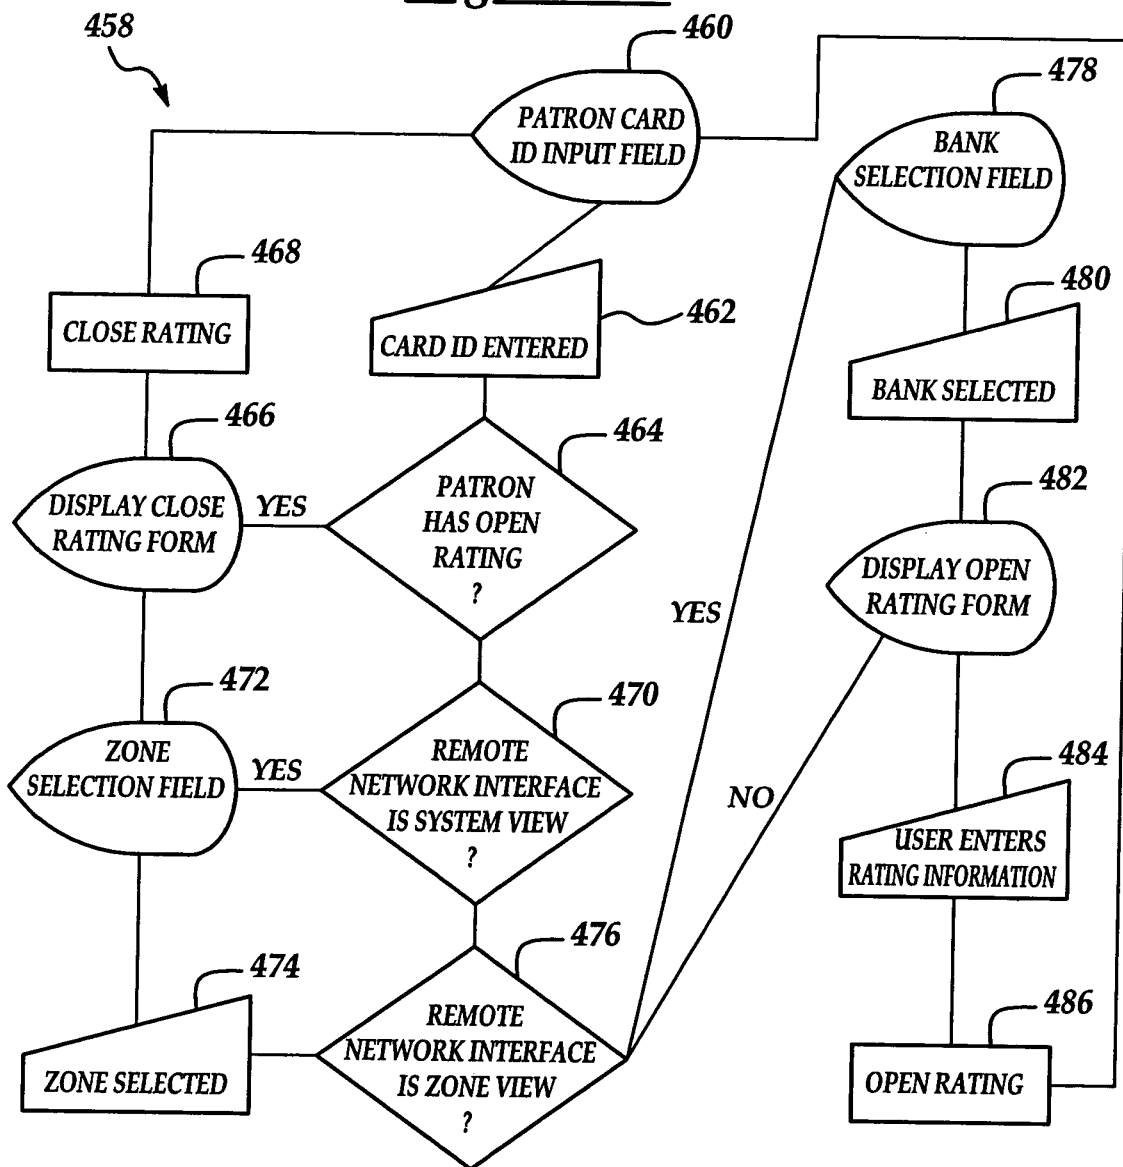 458
460
PATRON CARD
ID INPUT FIELD
478
BANK
SELECTION FIELD
468
CLOSE RATING
462
CARD ID ENTERED
480
BANK SELECTED
466
DISPLAY CLOSE
RATING FORM
YES
464
PATRON
HAS OPEN
RATING
?
482
DISPLAY OPEN
RATING FORM
YES
472
ZONE
SELECTION FIELD
YES
470
REMOTE
NETWORK INTERFACE
IS SYSTEM VIEW
?
NO
484
USER ENTERS
RATING INFORMATION
474
ZONE SELECTED
476
REMOTE
NETWORK INTERFACE
IS ZONE VIEW
?
486
OPEN RATING